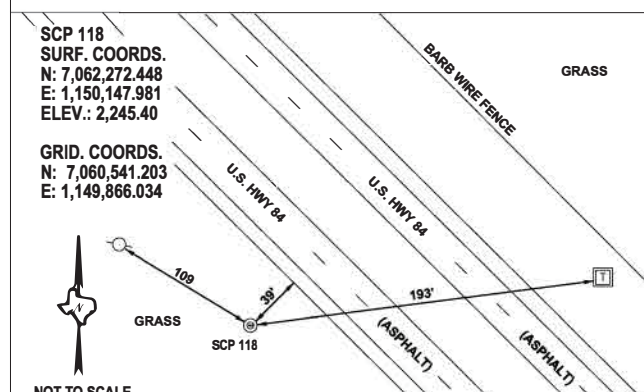 SCP 118
SURF. COORDS.
N: 7,062,272.448
E: 1,150,147.981
ELEV.: 2,245.40
GRID. COORDS.
N: 7,060,541.203
E: 1,149,866.034
BARB WIRE FENCE
GRASS
U.S. HWY 84
U.S. HWY 84
T
109
39'
193'
N
GRASS
SCP 118
(ASPHALT)
(ASPHALT)
NOT TO SCALE